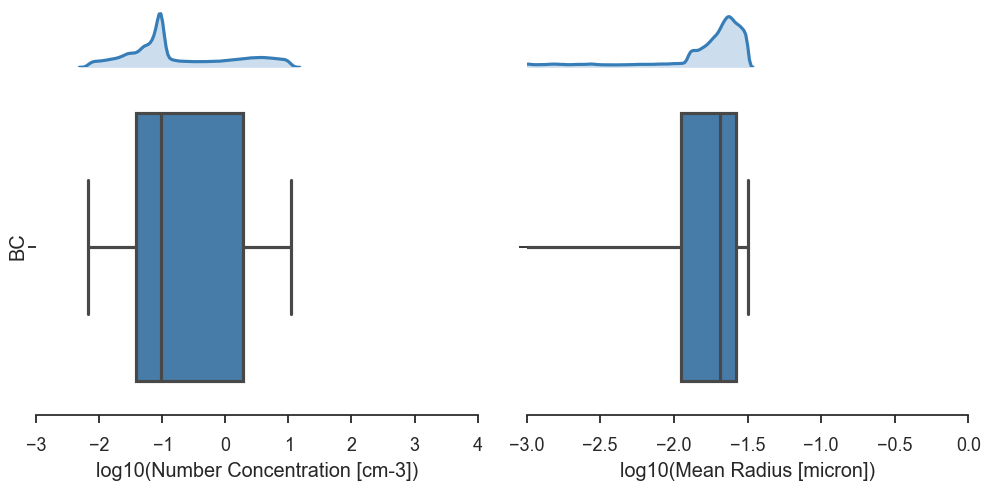 BC
−3 −2 −1 0 1 2 3 4
log10(Number Concentration [cm-3])
−3.0 −2.5 −2.0 −1.5 −1.0 −0.5 0.0
log10(Mean Radius [micron])